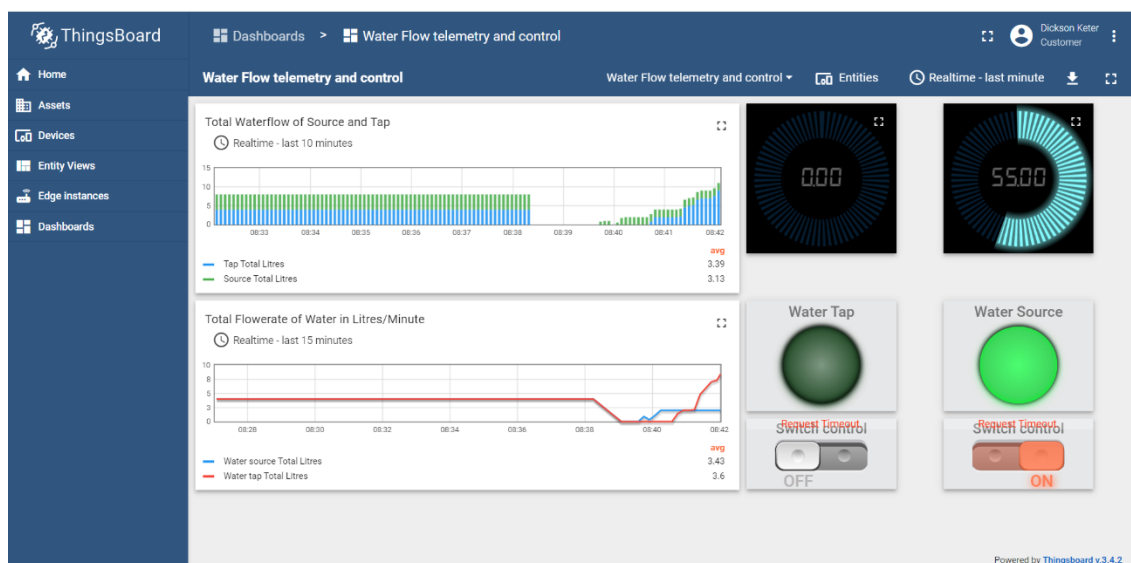 ThingsBoard
Dashboards > Water Flow telemetry and control
Dickson Keter
Customer
Home
Assets
Devices
Entity Views
Edge instances
Dashboards
Water Flow telemetry and control
Water Flow telemetry and control
Entities
Realtime - last minute
Total Waterflow of Source and Tap
Realtime - last 10 minutes
15
10
5
0
08:33 08:34 08:35 08:36 08:37 08:38 08:39 08:40 08:41 08:42
avg
Tap Total Litres 3.39
Source Total Litres 3.13
0.00
55.00
Total Flowerate of Water in Litres/Minute
Realtime - last 15 minutes
10
8
5
3
0
08:28 08:30 08:32 08:34 08:36 08:38 08:40 08:42
avg
Water source Total Litres 3.43
Water tap Total Litres 3.6
Water Tap
Switch control
Request Timeout
OFF
Water Source
Switch control
Request Timeout
ON
Powered by Thingsboard v.3.4.2